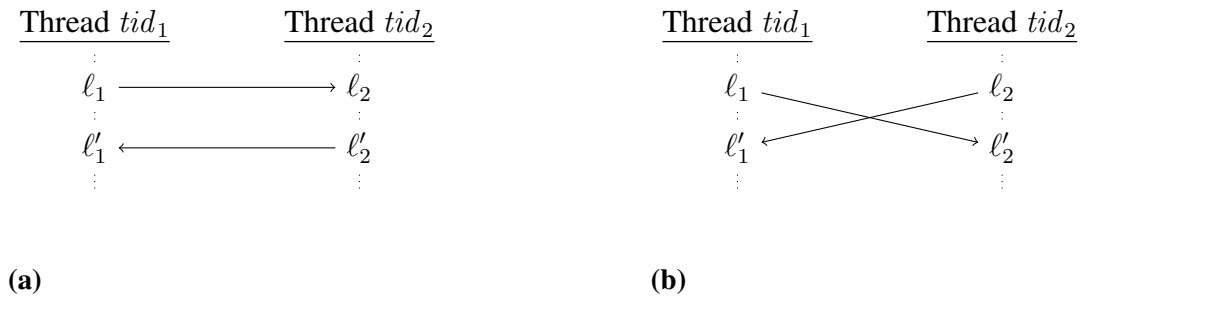 Thread tid₁ Thread tid₂ Thread tid₁ Thread tid₂
⋮ ⋮ ⋮ ⋮
ℓ₁ ℓ₂ ℓ₁ ℓ₂
⋮ ⋮ ⋮ ⋮
ℓ′₁ ℓ′₂ ℓ′₁ ℓ′₂
⋮ ⋮ ⋮ ⋮
(a) (b)